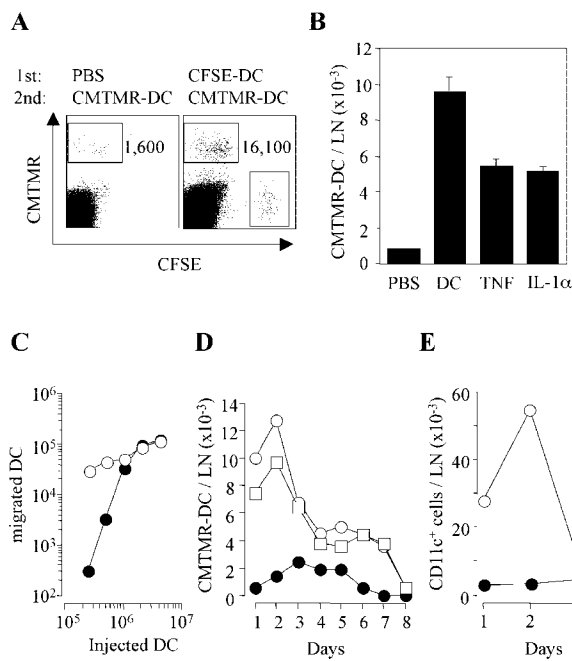 A
1st: PBS CFSE-DC
2nd: CMTMR-DC CMTMR-DC
1,600
16,100
CMTMR
CFSE
B
CMTMR-DC / LN (x10⁻³)
12
10
8
6
4
2
0
PBS DC TNF IL-1α
C
migrated DC
10⁶
10⁵
10⁴
10³
10²
10⁵ 10⁶ 10⁷
Injected DC
D
CMTMR-DC / LN (x10⁻³)
14
12
10
8
6
4
2
0
1 2 3 4 5 6 7 8
Days
E
CD11c⁺ cells / LN (x10⁻³)
60
40
20
0
1 2
Days